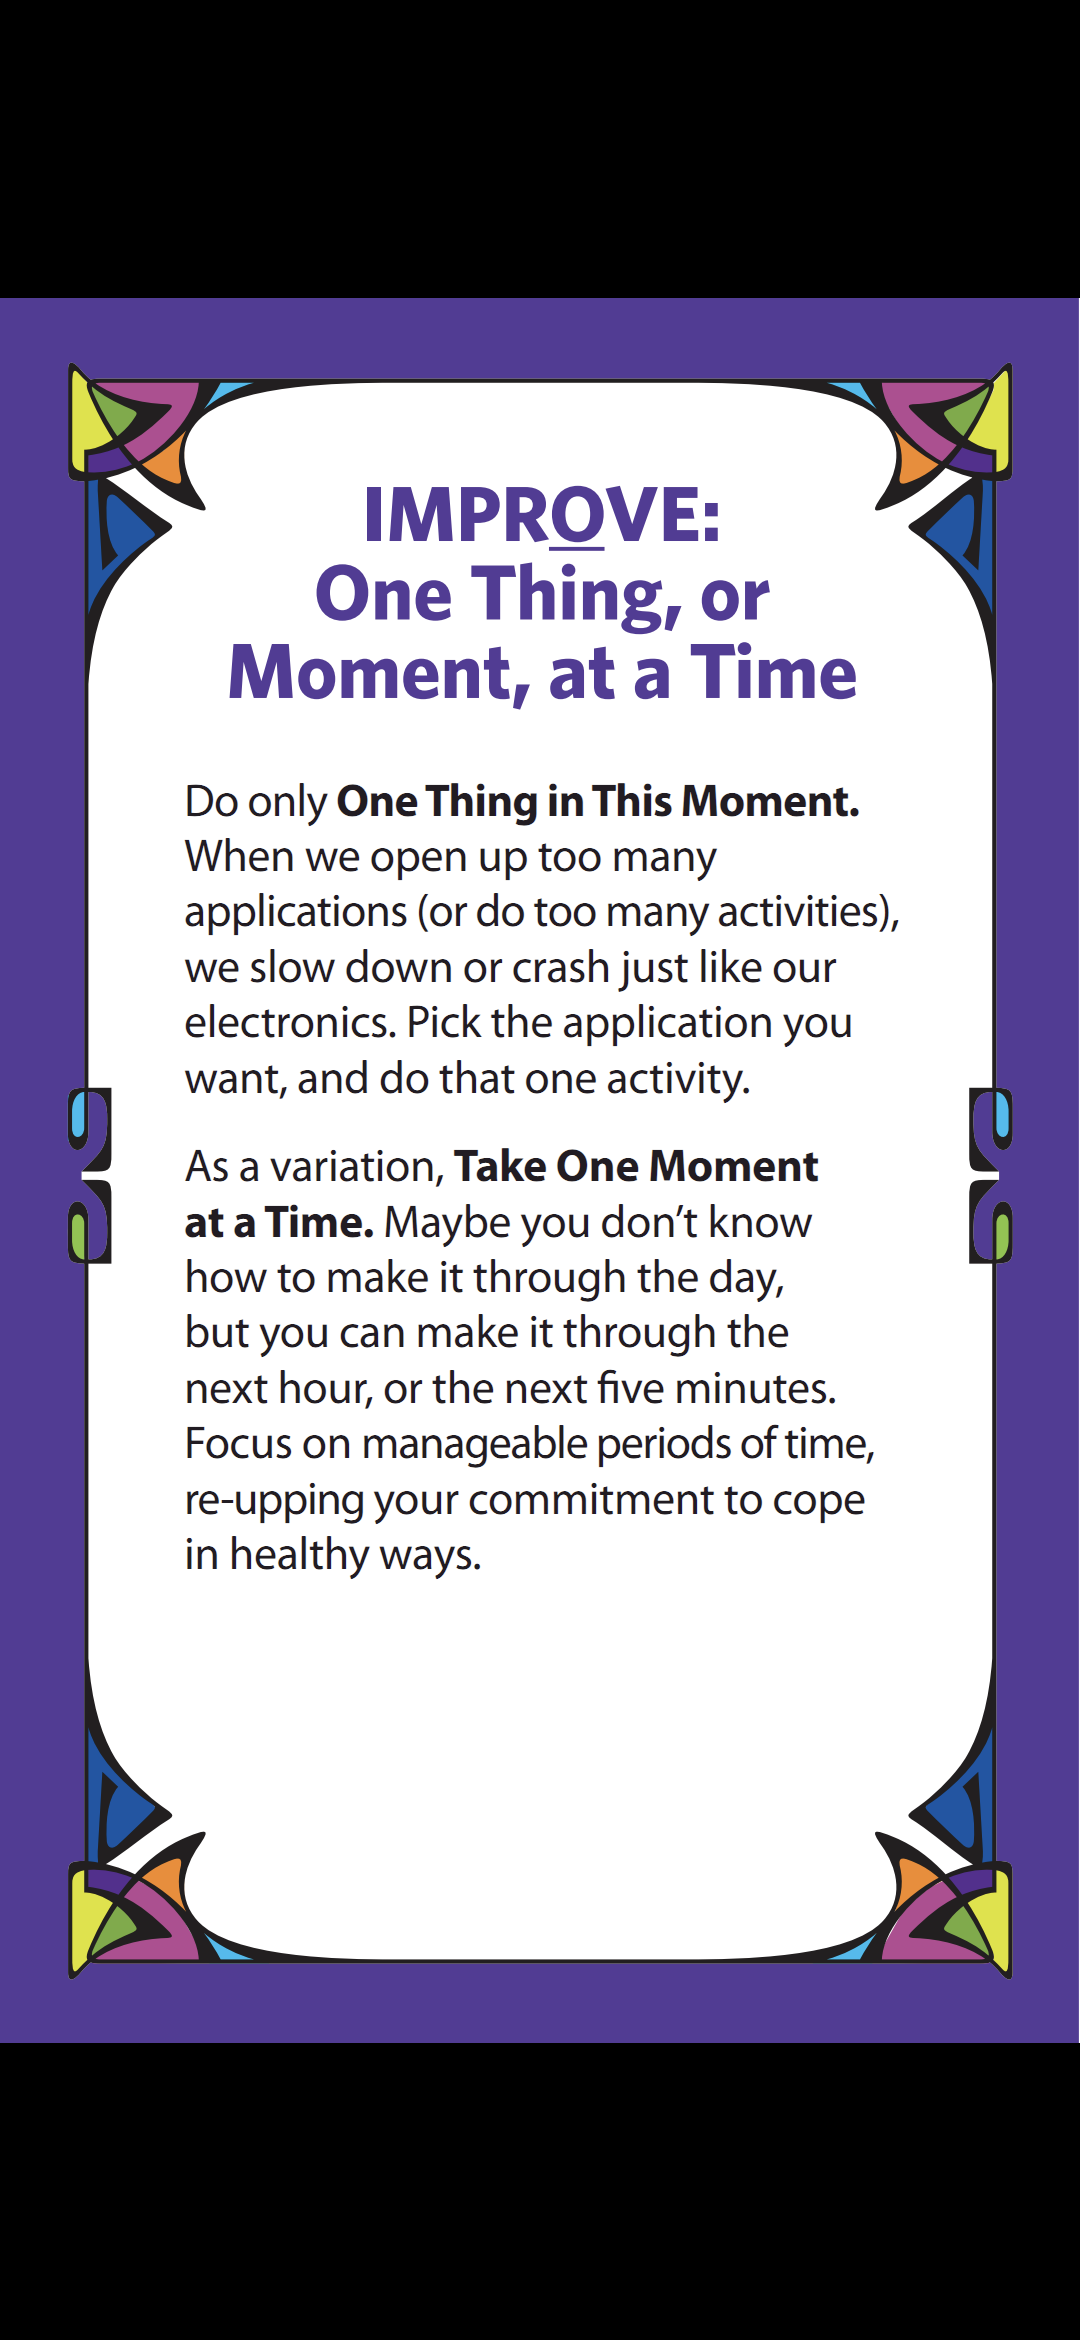 IMPROVE:
One Thing, or
Moment, at a Time
Do only One Thing in This Moment.
When we open up too many
applications (or do too many activities),
we slow down or crash just like our
electronics. Pick the application you
want, and do that one activity.
As a variation, Take One Moment
at a Time. Maybe you don’t know
how to make it through the day,
but you can make it through the
next hour, or the next five minutes.
Focus on manageable periods of time,
re-upping your commitment to cope
in healthy ways.